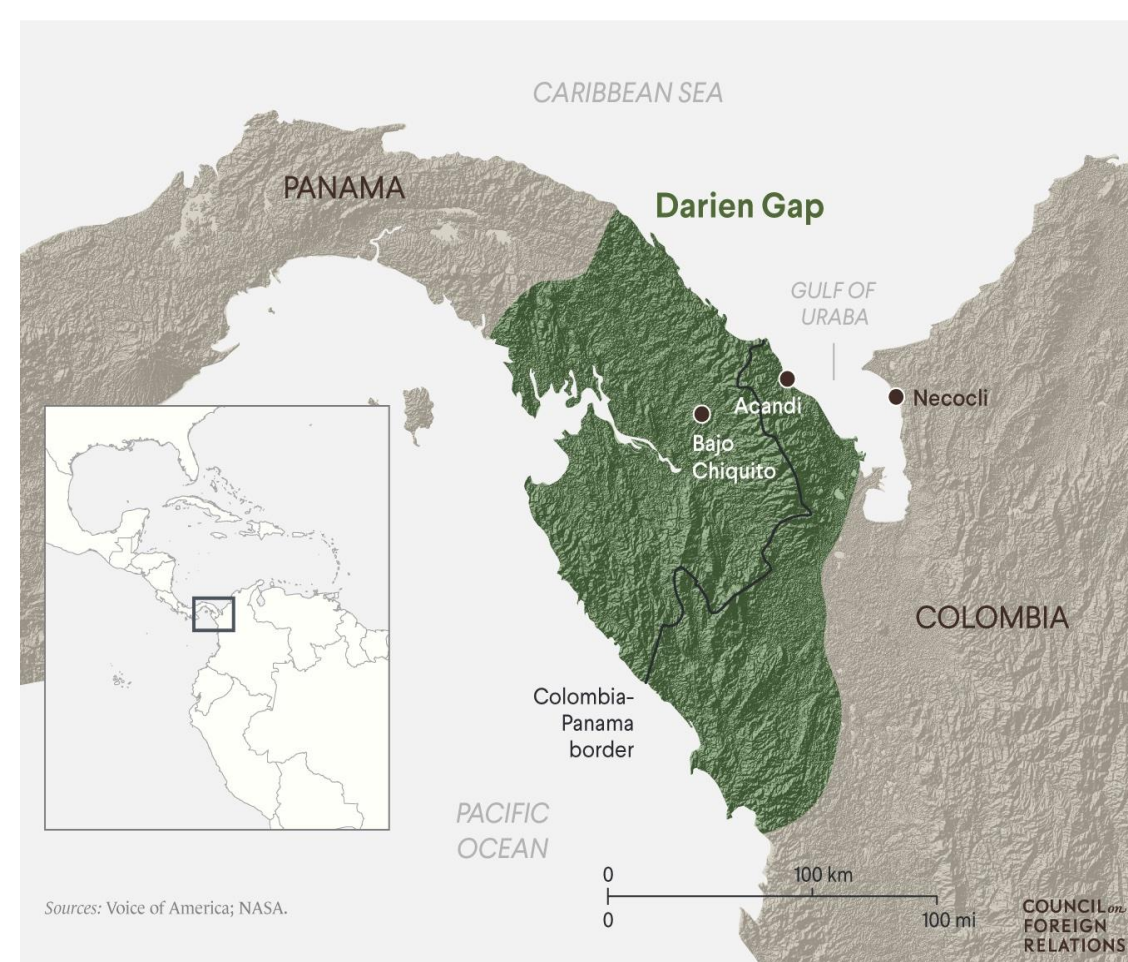 CARIBBEAN SEA
PANAMA
Darien Gap
GULF OF
URABA
Acandi
Necocli
Bajo
Chiquito
COLOMBIA
Colombia-
Panama
border
PACIFIC
OCEAN
0
100 km
0
100 mi
Sources: Voice of America; NASA.
COUNCIL on
FOREIGN
RELATIONS